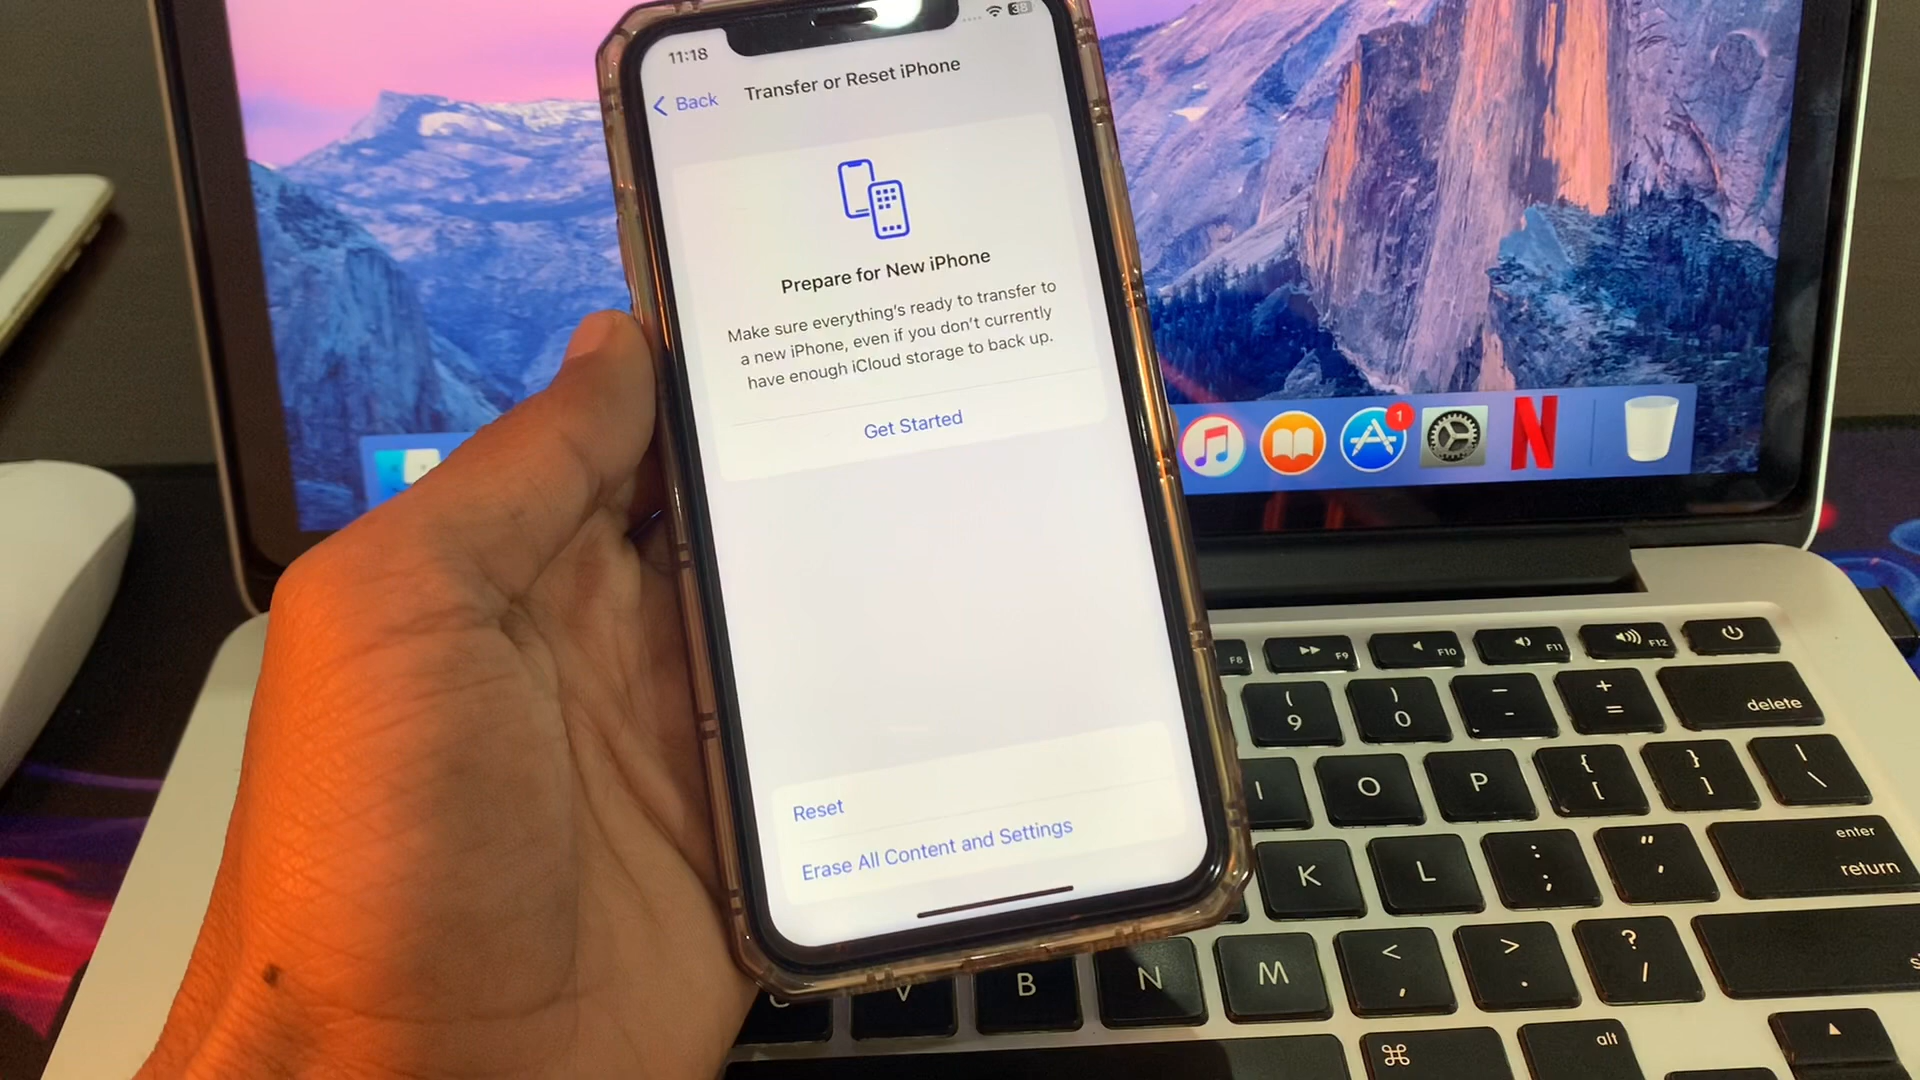 11:18
38
Back
Transfer or Reset iPhone
Prepare for New iPhone
Make sure everything's ready to transfer to
a new iPhone, even if you don't currently
have enough iCloud storage to back up.
Get Started
Reset
Erase All Content and Settings
1
N
F8
F9
F10
F11
F12
( 9
) 0
_ -
+ =
delete
I
O
P
{ [
} ]
| \
K
L
: ;
" '
enter
return
C
V
B
N
M
< ,
> .
? /
s
⌘
alt